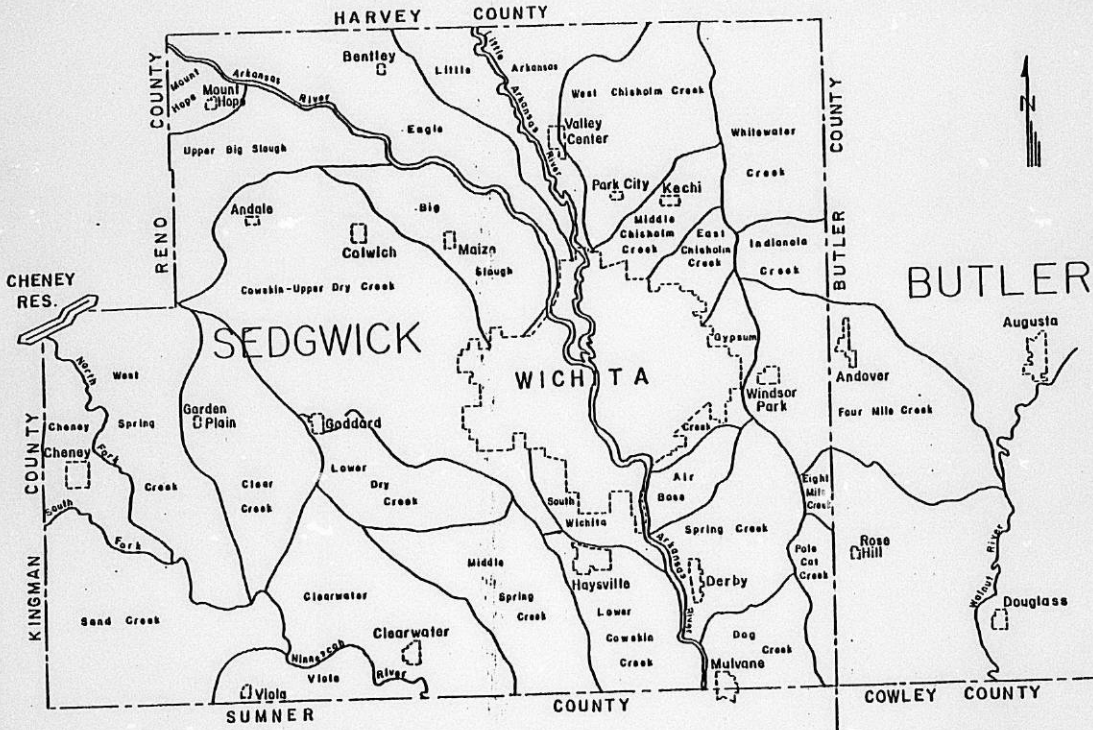 HARVEY COUNTY
Bentley
Little
Little Arkansas River
Arkansas
West Chisholm Creek
Mount Hope
Mount Hope
Arkansas River
COUNTY
Eagle
Valley Center
Whitewater Creek
COUNTY
N
Upper Big Slough
Park City
Kechi
Andale
Big Slough
Middle Chisholm Creek
East Chisholm Creek
Indianola Creek
RENO
Colwich
Maize
BUTLER
CHENEY RES.
Cowskin-Upper Dry Creek
BUTLER
SEDGWICK
Augusta
North Fork
West Spring Creek
WICHITA
Gypsum Creek
Windsor Park
Andover
Garden Plain
Goddard
Four Mile Creek
COUNTY
Cheney
Cheney
Clear Creek
Lower Dry Creek
Air Base
Eight Mile Creek
South Fork
South Wichita
Spring Creek
Arkansas River
Pole Cat Creek
Rose Hill
Walnut River
KINGMAN
Middle Spring Creek
Haysville
Derby
Sand Creek
Clearwater
Clearwater
Lower Cowskin Creek
Dog Creek
Douglass
Ninnescah River
Viola
Viola
Mulvane
SUMNER COUNTY
COWLEY COUNTY